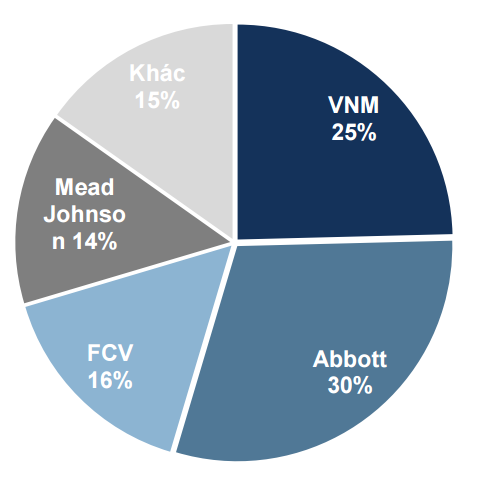 Khác
15%
VNM
25%
Mead
Johnso
n 14%
FCV
16%
Abbott
30%